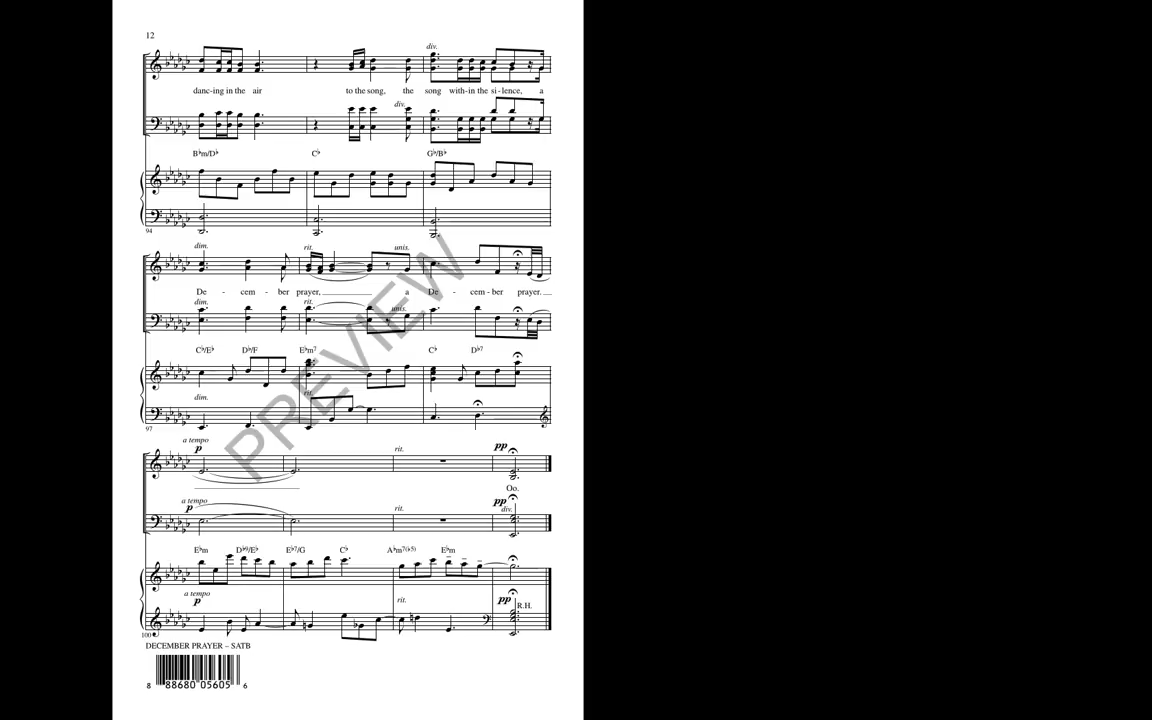 12
div.
danc-ing in the air to the song, the song with-in the si-lence, a
div.
B♭m/D♭ C♭ G♭/B♭
94
dim. rit. unis.
De - cem - ber prayer, a De - cem-ber prayer.
dim. rit. unis.
C♭/E♭ D♭/F E♭m7 C♭ D♭7
dim. rit.
97
PREVIEW
a tempo rit. pp
p
Oo.
a tempo rit. pp
p div.
E♭m D♭9/E♭ E♭7/G C♭ A♭m7(♭5) E♭m
a tempo rit. pp R.H.
p
100
DECEMBER PRAYER – SATB
8 88680 05605 6